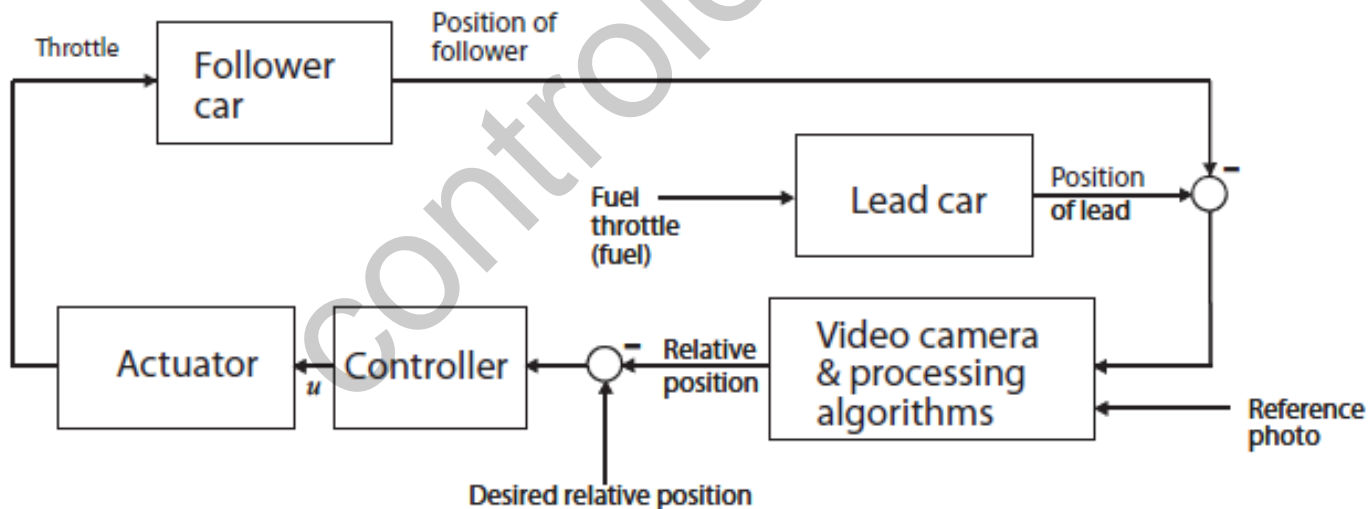 Throttle
Follower
car
Position of
follower
-
Fuel
throttle
(fuel)
Lead car
Position
of lead
Actuator
u
Controller
-
Relative
position
Video camera
& processing
algorithms
Reference
photo
Desired relative position
control